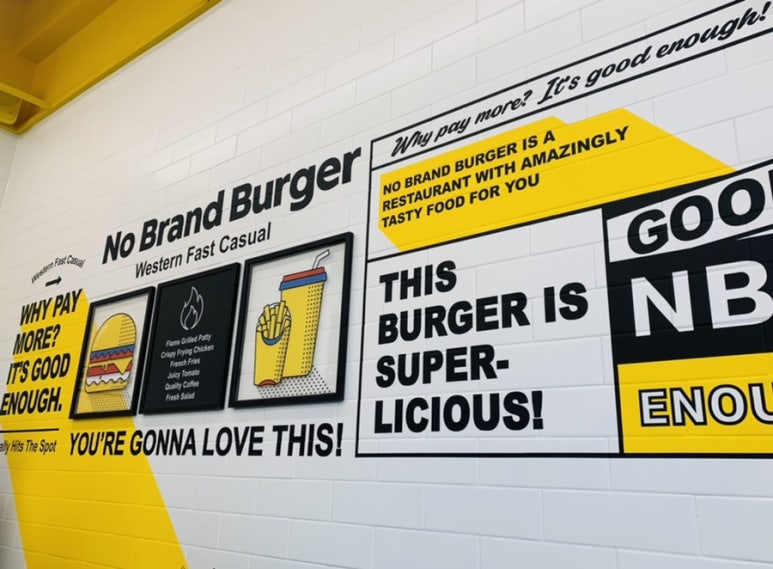 Western Fast Casual
WHY PAY
MORE?
IT'S GOOD
ENOUGH.
Hits The Spot
No Brand Burger
Western Fast Casual
Flame Grilled Patty
Crispy Frying Chicken
French Fries
Juicy Tomato
Quality Coffee
Fresh Salad
YOU'RE GONNA LOVE THIS!
Why pay more? It's good enough!
NO BRAND BURGER IS A
RESTAURANT WITH AMAZINGLY
TASTY FOOD FOR YOU
THIS
BURGER IS
SUPER-
LICIOUS!
GOO
NB
ENOU